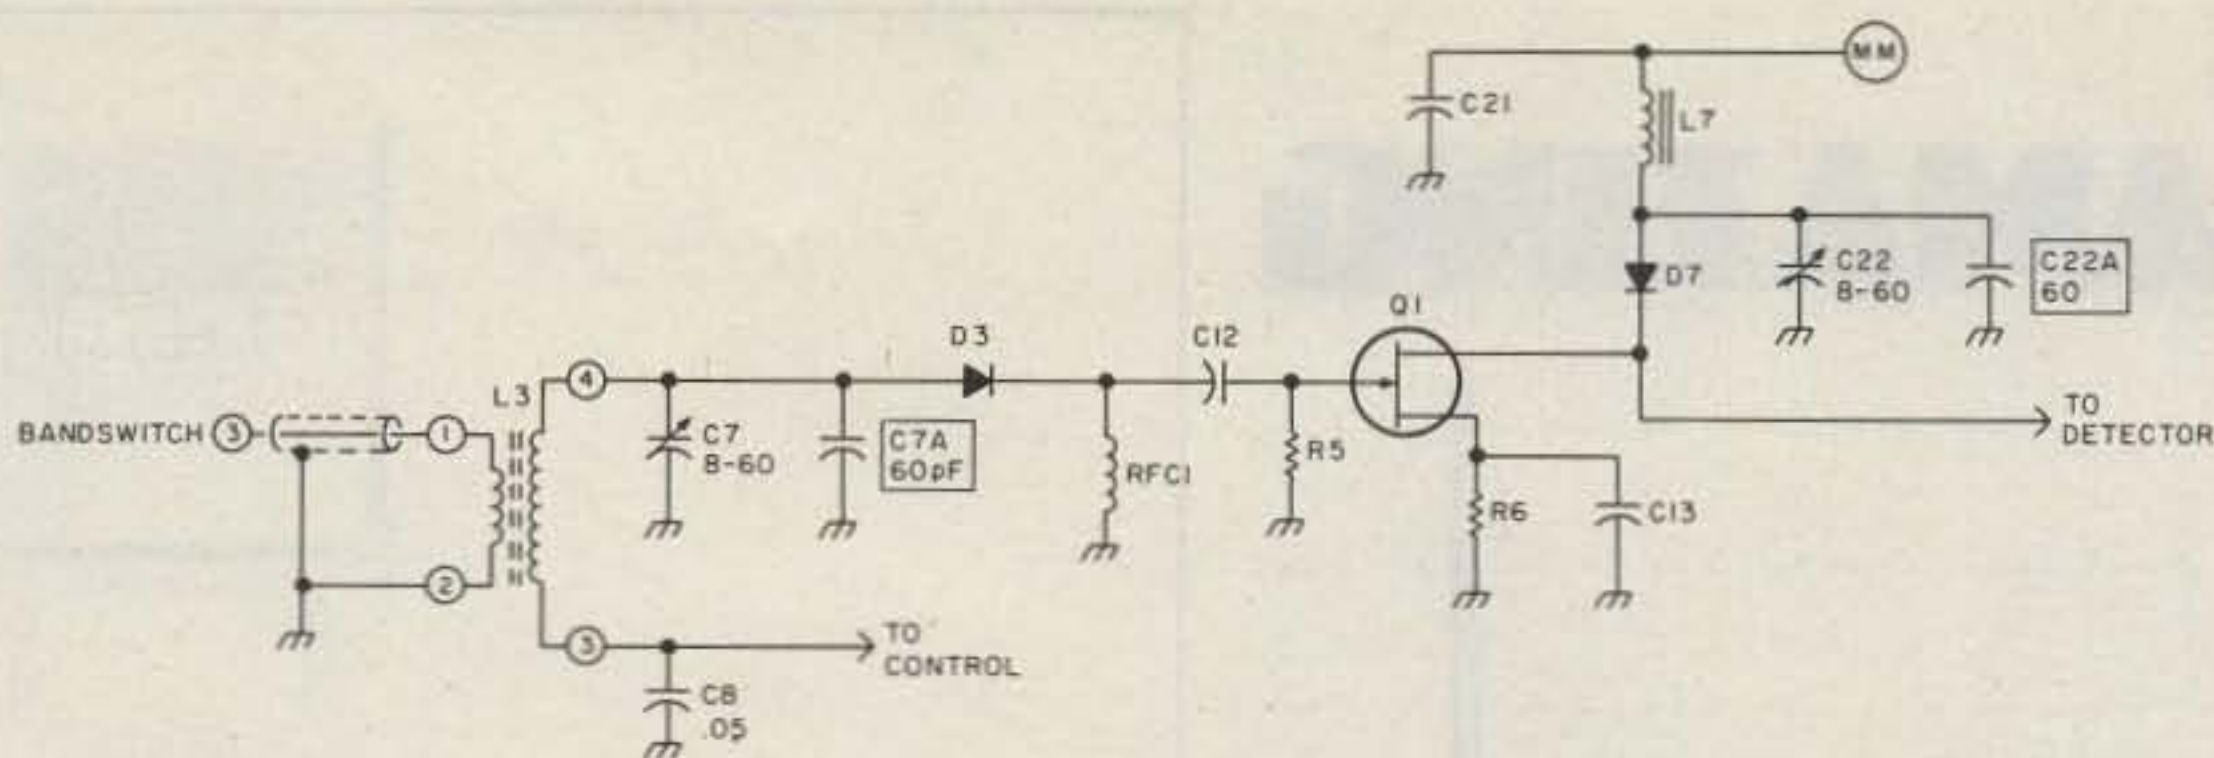 MM
C21
L7
D7
C22
8-60
C22A
60
Q1
D3
C12
L3
4
BANDSWITCH 3
1
C7
8-60
C7A
60pF
RFC1
R5
TO
DETECTOR
R6
C13
2
3
TO
CONTROL
C8
.05